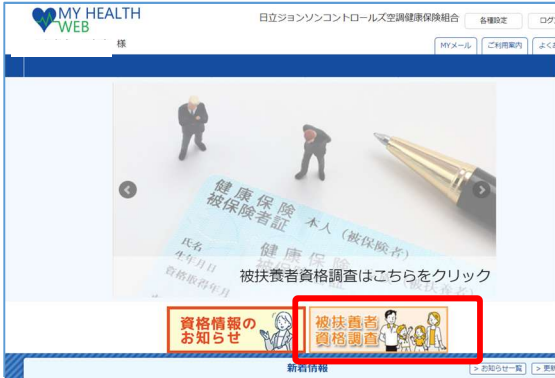 MY HEALTH
WEB
日立ジョンソンコントロールズ空調健康保険組合
各種設定
様
MYメール
ご利用案内
健康保険
被保険者証
本人(被保険者)
氏名
生年月日
資格取得年月
健康保険
被扶養者資格調査はこちらをクリック
資格情報の
お知らせ
被扶養者
資格調査
新着情報
> お知らせ一覧